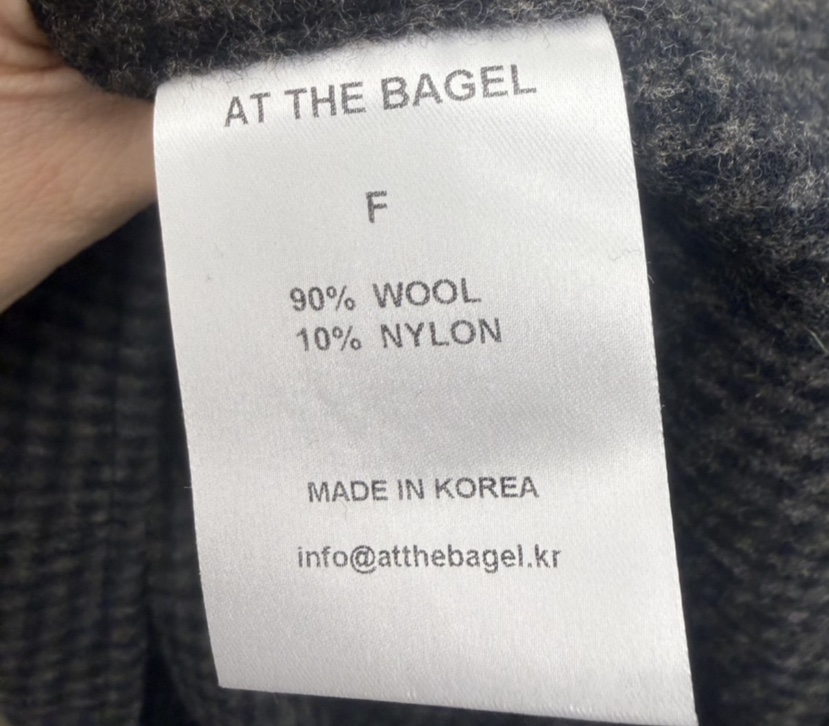 AT THE BAGEL
F
90% WOOL
10% NYLON
MADE IN KOREA
info@atthebagel.kr